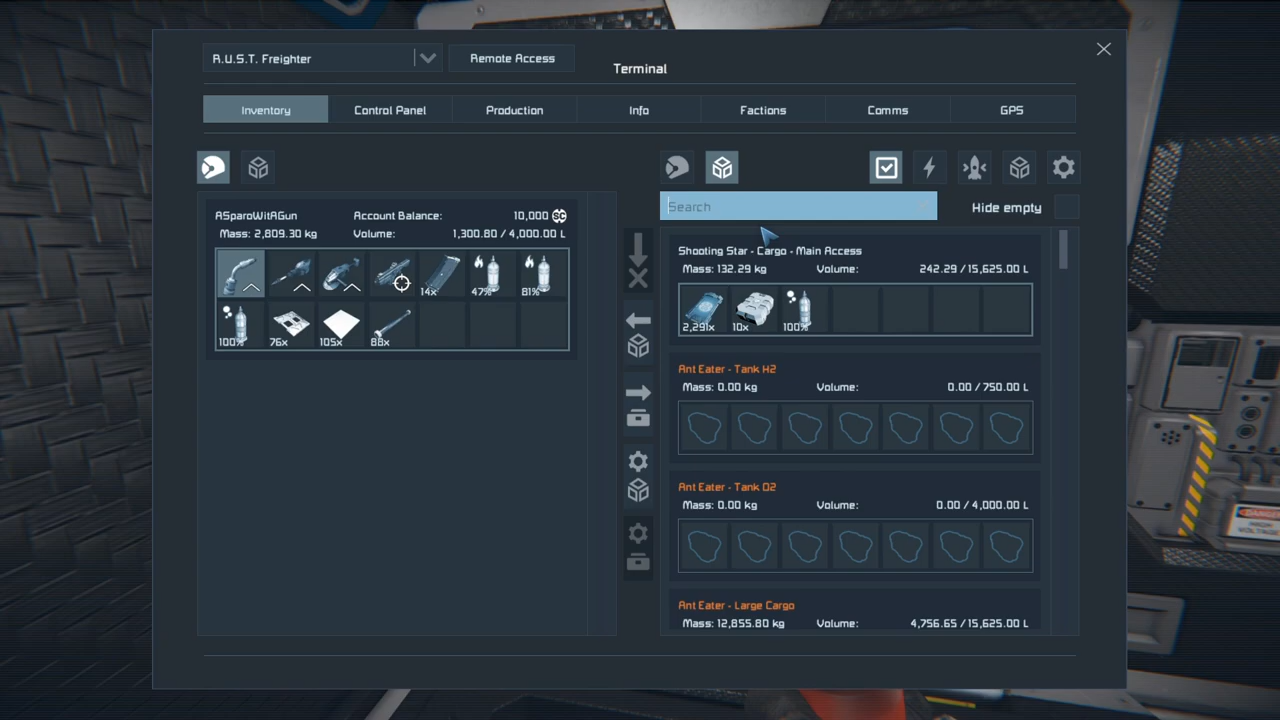 R.U.S.T. Freighter
Remote Access
Terminal
Inventory
Control Panel
Production
Info
Factions
Comms
GPS
ASparoWitAGun
Account Balance:
10,000 SC
Mass: 2,809.30 kg
Volume:
1,300.80 / 4,000.00 L
14x
47%
81%
100%
76x
105x
88x
Search
Hide empty
Shooting Star - Cargo - Main Access
Mass: 132.29 kg
Volume:
242.29 / 15,625.00 L
2,291x
10x
100%
Ant Eater - Tank H2
Mass: 0.00 kg
Volume:
0.00 / 750.00 L
Ant Eater - Tank O2
Mass: 0.00 kg
Volume:
0.00 / 4,000.00 L
Ant Eater - Large Cargo
Mass: 12,855.80 kg
Volume:
4,756.65 / 15,625.00 L
DANGER
HIGH
VOLTAGE